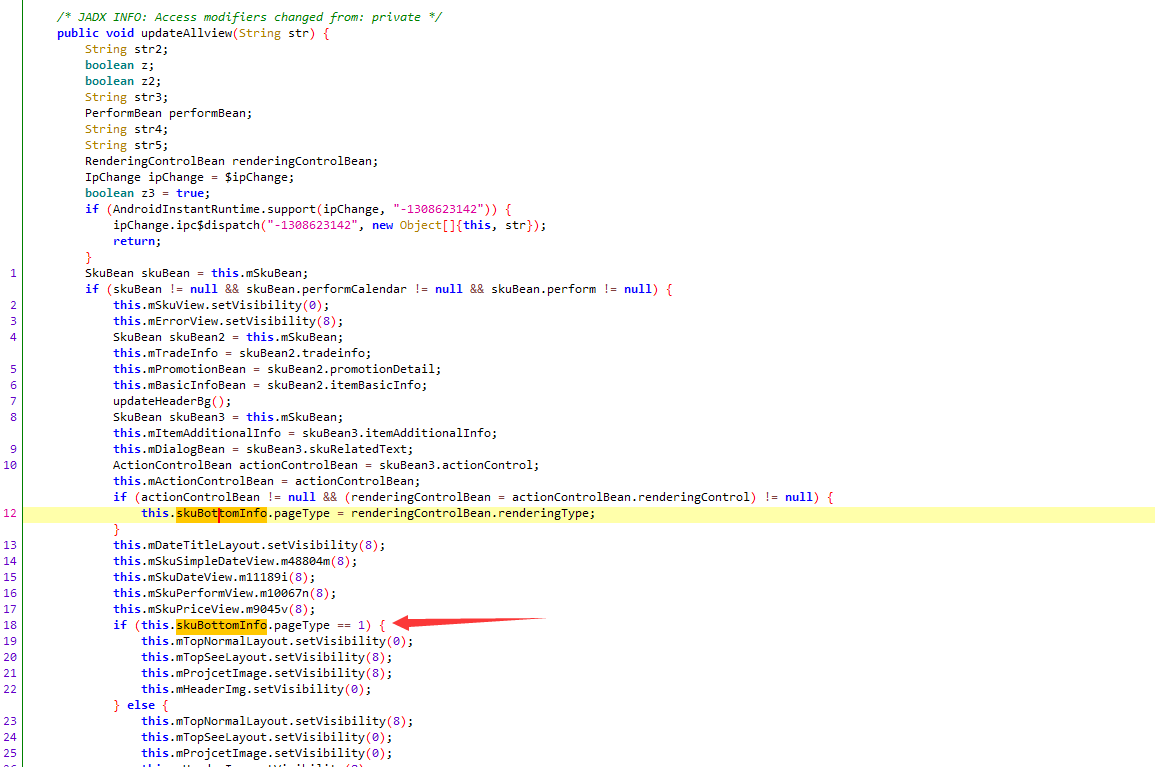 /* JADX INFO: Access modifiers changed from: private */
public void updateAllview(String str) {
String str2;
boolean z;
boolean z2;
String str3;
PerformBean performBean;
String str4;
String str5;
RenderingControlBean renderingControlBean;
IpChange ipChange = $ipChange;
boolean z3 = true;
if (AndroidInstantRuntime.support(ipChange, "-1308623142")) {
ipChange.ipc$dispatch("-1308623142", new Object[]{this, str});
return;
}
1 SkuBean skuBean = this.mSkuBean;
if (skuBean != null && skuBean.performCalendar != null && skuBean.perform != null) {
2 this.mSkuView.setVisibility(0);
3 this.mErrorView.setVisibility(8);
4 SkuBean skuBean2 = this.mSkuBean;
this.mTradeInfo = skuBean2.tradeinfo;
5 this.mPromotionBean = skuBean2.promotionDetail;
6 this.mBasicInfoBean = skuBean2.itemBasicInfo;
7 updateHeaderBg();
8 SkuBean skuBean3 = this.mSkuBean;
this.mItemAdditionalInfo = skuBean3.itemAdditionalInfo;
9 this.mDialogBean = skuBean3.skuRelatedText;
10 ActionControlBean actionControlBean = skuBean3.actionControl;
this.mActionControlBean = actionControlBean;
if (actionControlBean != null && (renderingControlBean = actionControlBean.renderingControl) != null) {
12 this.skuBottomInfo.pageType = renderingControlBean.renderingType;
}
13 this.mDateTitleLayout.setVisibility(8);
14 this.mSkuSimpleDateView.m48804m(8);
15 this.mSkuDateView.m11189i(8);
16 this.mSkuPerformView.m10067n(8);
17 this.mSkuPriceView.m9045v(8);
18 if (this.skuBottomInfo.pageType == 1) {
19 this.mTopNormalLayout.setVisibility(0);
20 this.mTopSeeLayout.setVisibility(8);
21 this.mProjcetImage.setVisibility(8);
22 this.mHeaderImg.setVisibility(0);
} else {
23 this.mTopNormalLayout.setVisibility(8);
24 this.mTopSeeLayout.setVisibility(0);
25 this.mProjcetImage.setVisibility(0);